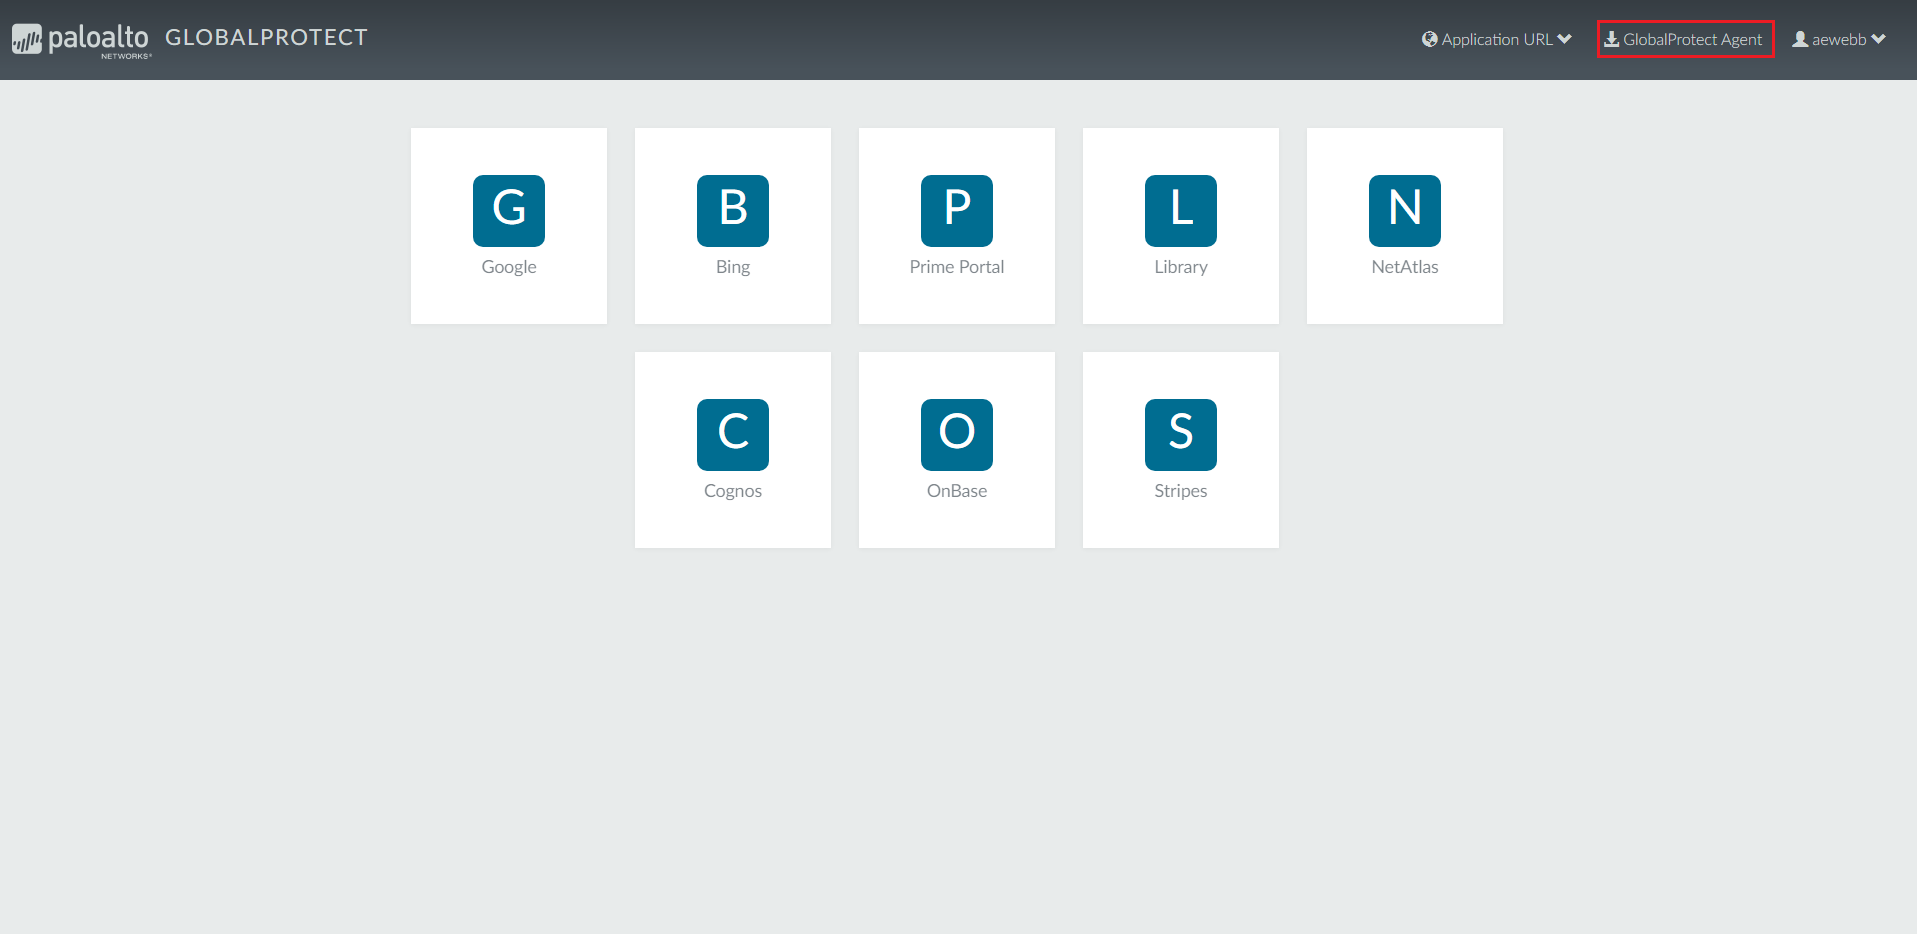 paloalto NETWORKS GLOBALPROTECT Application URL GlobalProtect Agent aewebb
G B P L N
Google Bing Prime Portal Library NetAtlas
C O S
Cognos OnBase Stripes